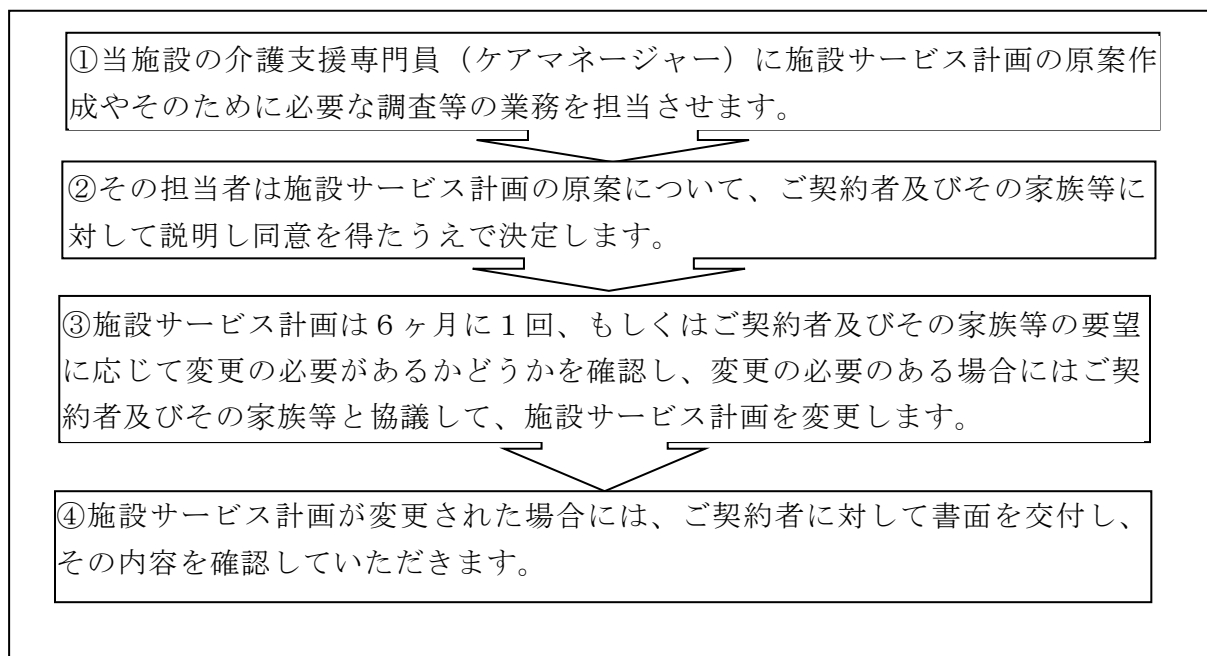 ①当施設の介護支援専門員（ケアマネージャー）に施設サービス計画の原案作
成やそのために必要な調査等の業務を担当させます。
②その担当者は施設サービス計画の原案について、ご契約者及びその家族等に
対して説明し同意を得たうえで決定します。
③施設サービス計画は６ヶ月に１回、もしくはご契約者及びその家族等の要望
に応じて変更の必要があるかどうかを確認し、変更の必要のある場合にはご契
約者及びその家族等と協議して、施設サービス計画を変更します。
④施設サービス計画が変更された場合には、ご契約者に対して書面を交付し、
その内容を確認していただきます。